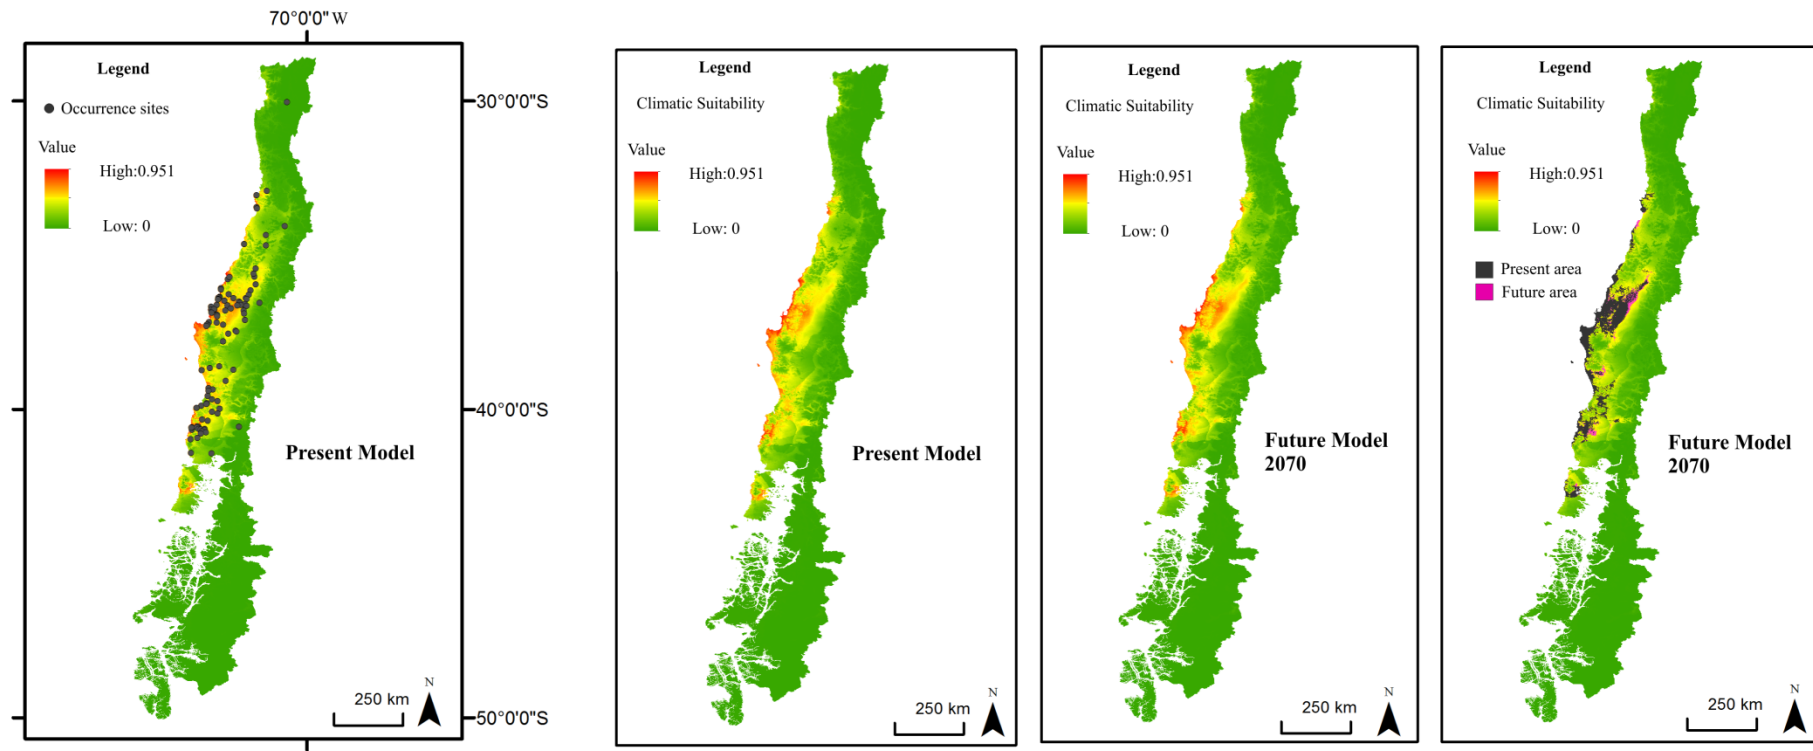 70°0'0" W
Legend
Occurrence sites
Value
High:0.951
Low: 0
Present Model
250 km
N
30°0'0"S
40°0'0"S
50°0'0"S
Legend
Climatic Suitability
Value
High:0.951
Low: 0
Present Model
250 km
N
Legend
Climatic Suitability
Value
High:0.951
Low: 0
Future Model
2070
250 km
N
Legend
Climatic Suitability
Value
High:0.951
Low: 0
Present area
Future area
Future Model
2070
250 km
N